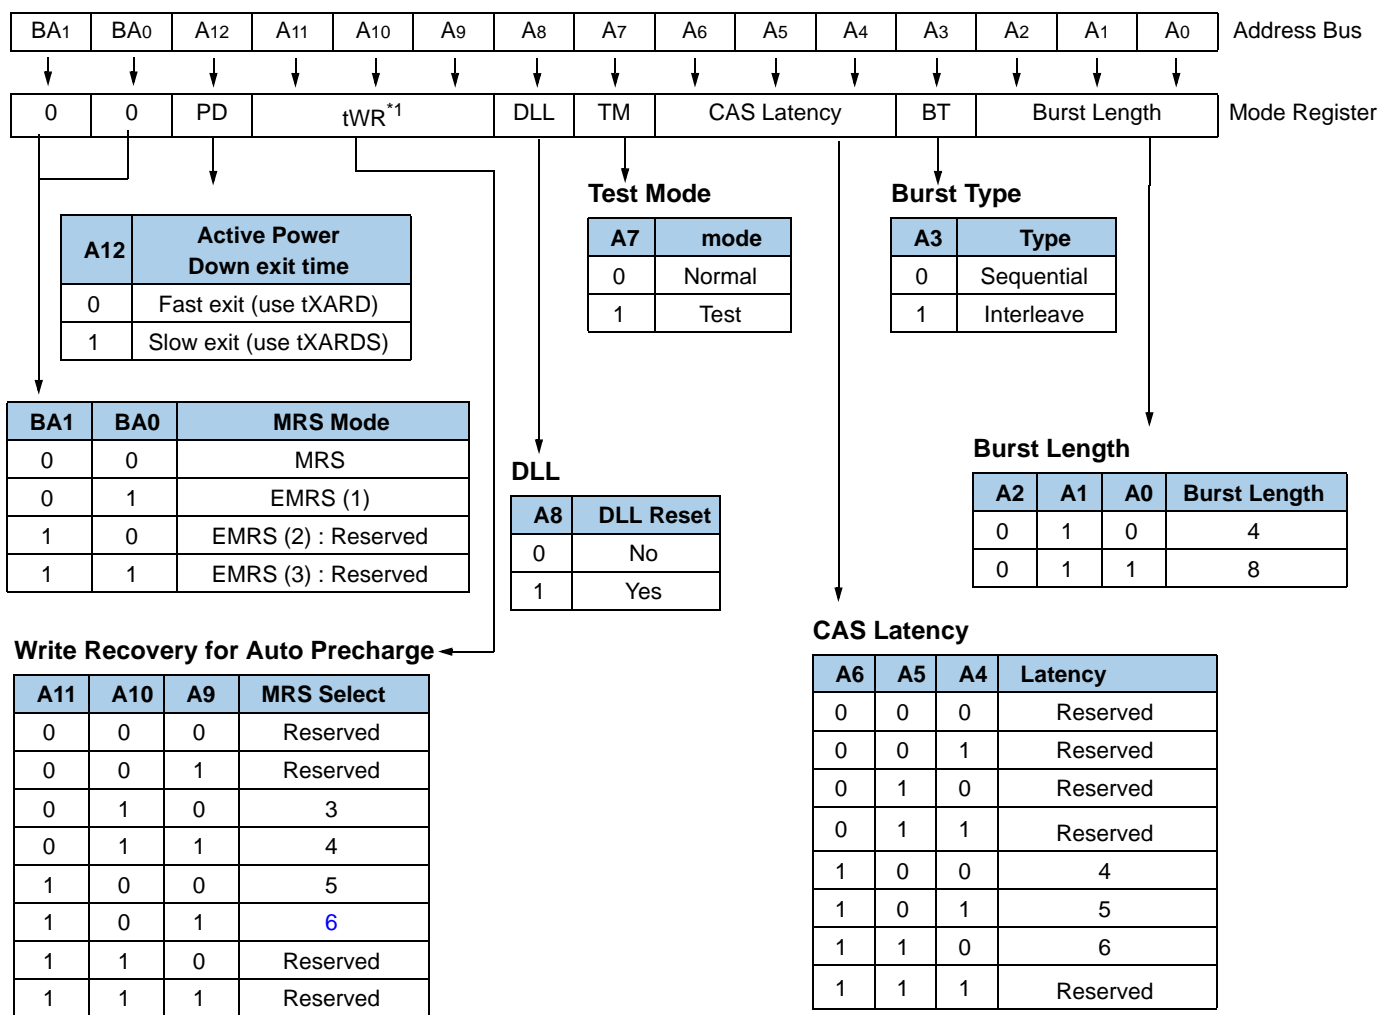 BA1 BA0 A12 A11 A10 A9 A8 A7 A6 A5 A4 A3 A2 A1 A0 Address Bus
0 0 PD tWR*1 DLL TM CAS Latency BT Burst Length Mode Register
A12 Active Power Down exit time
0 Fast exit (use tXARD)
1 Slow exit (use tXARDS)
Test Mode
A7 mode
0 Normal
1 Test
Burst Type
A3 Type
0 Sequential
1 Interleave
BA1 BA0 MRS Mode
0 0 MRS
0 1 EMRS (1)
1 0 EMRS (2) : Reserved
1 1 EMRS (3) : Reserved
DLL
A8 DLL Reset
0 No
1 Yes
Burst Length
A2 A1 A0 Burst Length
0 1 0 4
0 1 1 8
Write Recovery for Auto Precharge
A11 A10 A9 MRS Select
0 0 0 Reserved
0 0 1 Reserved
0 1 0 3
0 1 1 4
1 0 0 5
1 0 1 6
1 1 0 Reserved
1 1 1 Reserved
CAS Latency
A6 A5 A4 Latency
0 0 0 Reserved
0 0 1 Reserved
0 1 0 Reserved
0 1 1 Reserved
1 0 0 4
1 0 1 5
1 1 0 6
1 1 1 Reserved